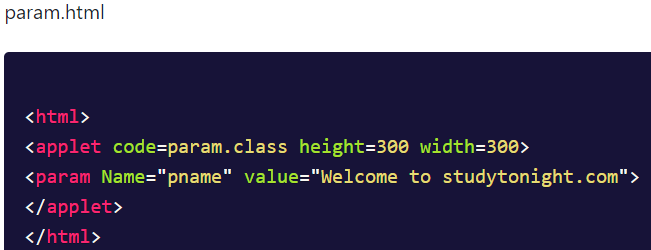 param.html
<html>
<applet code=param.class height=300 width=300>
<param Name="pname" value="Welcome to studytonight.com">
</applet>
</html>